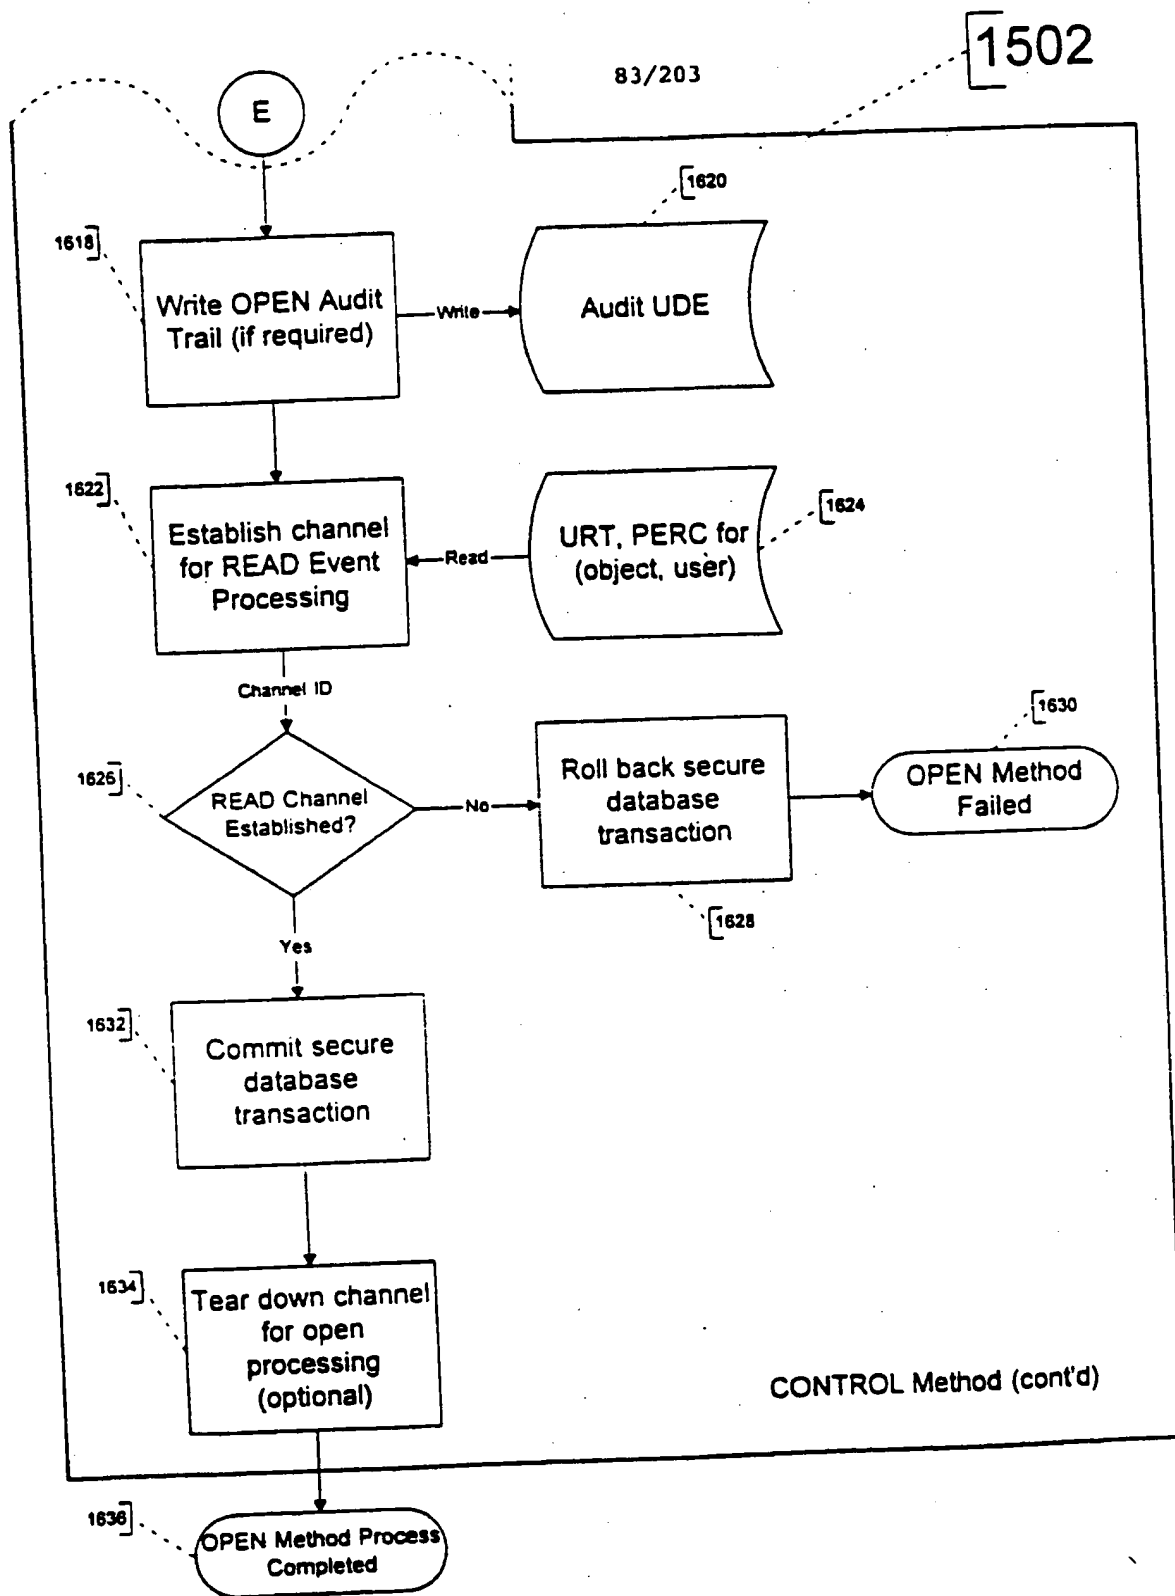 1502
83/203
E
1620
1618
Write OPEN Audit
Trail (if required)
Write
Audit UDE
1622
Establish channel
for READ Event
Processing
Read
URT, PERC for
(object, user)
1624
Channel ID
1630
1626
READ Channel
Established?
No
Roll back secure
database
transaction
OPEN Method
Failed
1628
Yes
1632
Commit secure
database
transaction
1634
Tear down channel
for open
processing
(optional)
CONTROL Method (cont'd)
1636
OPEN Method Process
Completed